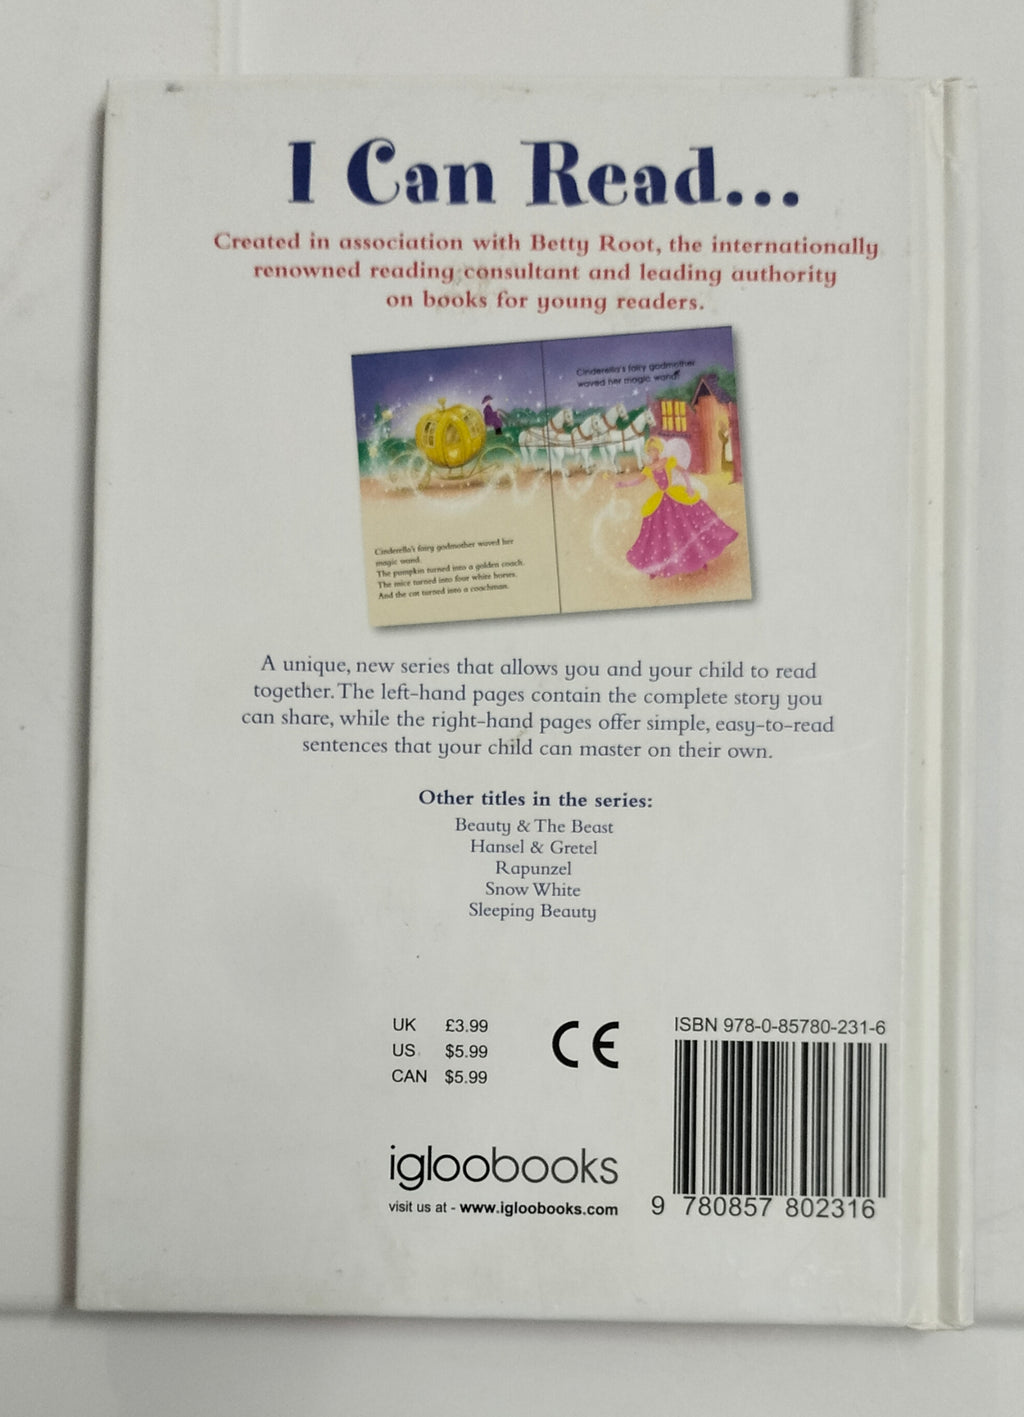 I Can Read...
Created in association with Betty Root, the internationally
renowned reading consultant and leading authority
on books for young readers.
Cinderella's fairy godmother
waved her magic wand.
Cinderella's fairy godmother waved her
magic wand.
The pumpkin turned into a golden coach.
The mice turned into four white horses.
And the cat turned into a coachman.
A unique, new series that allows you and your child to read
together. The left-hand pages contain the complete story you
can share, while the right-hand pages offer simple, easy-to-read
sentences that your child can master on their own.
Other titles in the series:
Beauty & The Beast
Hansel & Gretel
Rapunzel
Snow White
Sleeping Beauty
UK £3.99
US $5.99
CAN $5.99
CE
ISBN 978-0-85780-231-6
igloobooks
visit us at - www.igloobooks.com
9 780857 802316